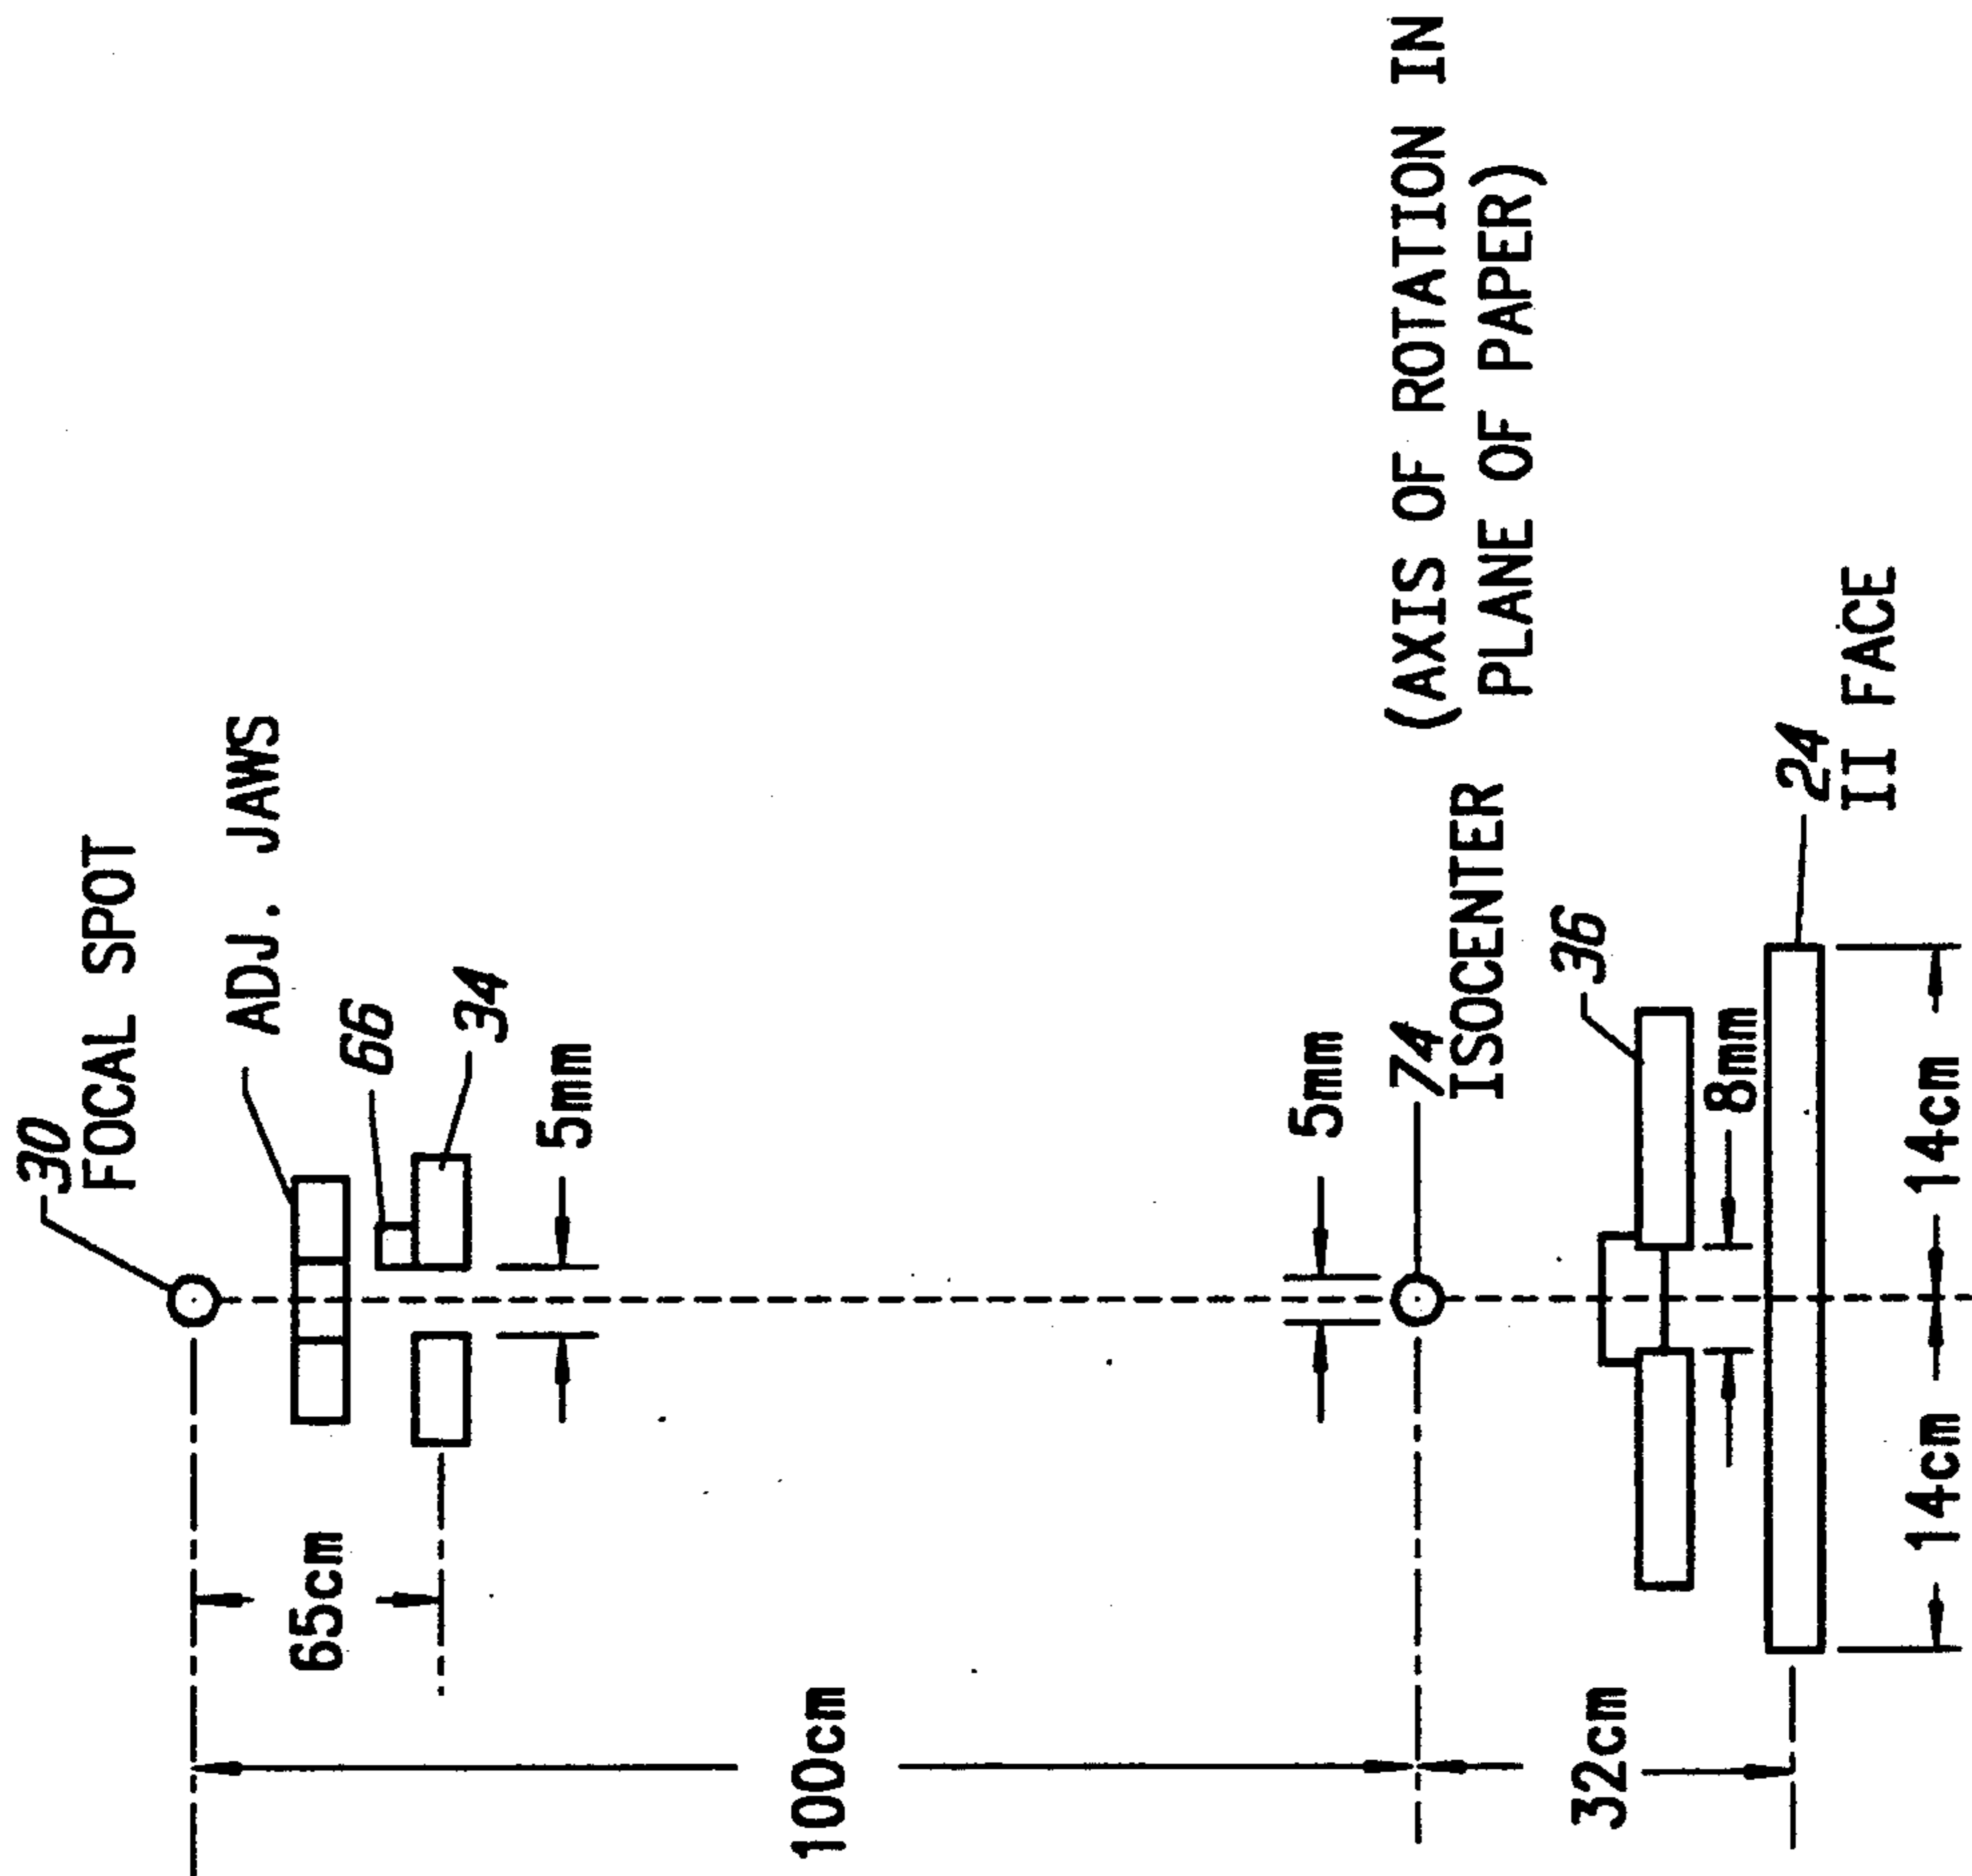 30
FOCAL SPOT
ADJ. JAWS
66
34
65cm
5mm
100cm
5mm
74
ISOCENTER
(AXIS OF ROTATION IN
PLANE OF PAPER)
36
8mm
32cm
24
II FACE
14cm
14cm